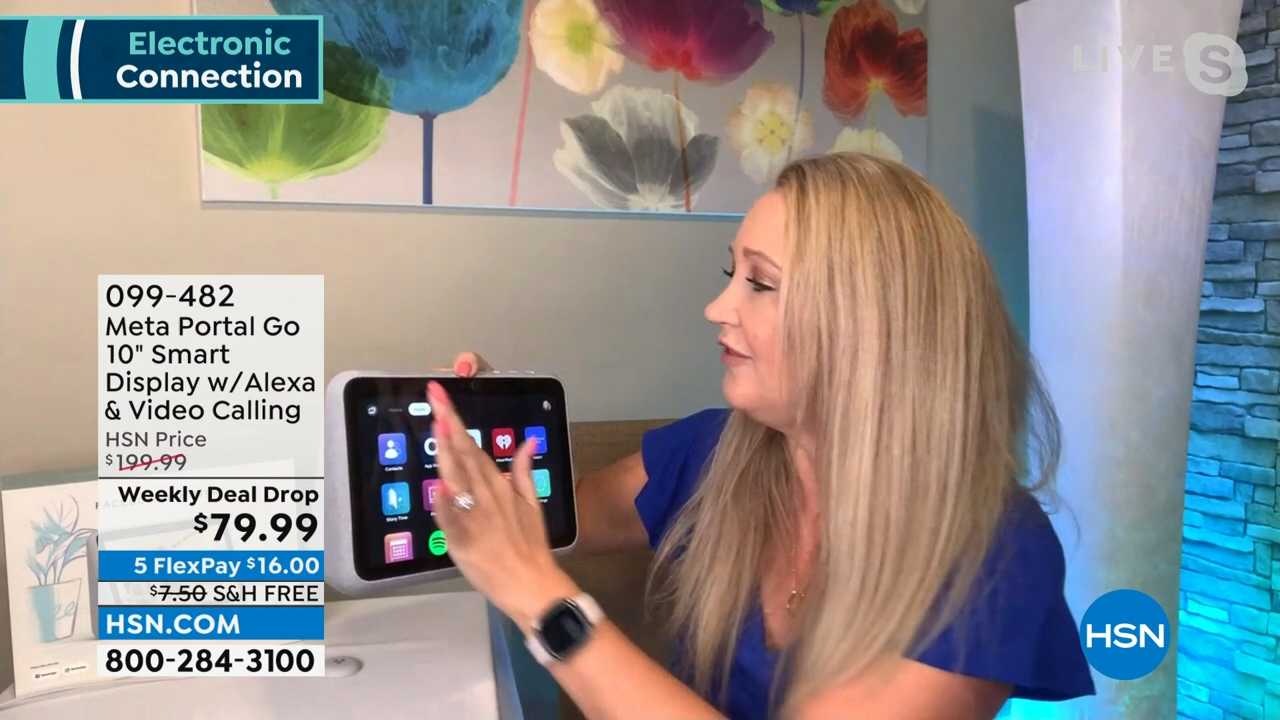 Electronic
Connection
LIVE S
099-482
Meta Portal Go
10" Smart
Display w/Alexa
& Video Calling
HSN Price
$199.99
Weekly Deal Drop
$79.99
5 FlexPay $16.00
$7.50 S&H FREE
HSN.COM
800-284-3100
HSN
Contacts
Story Time